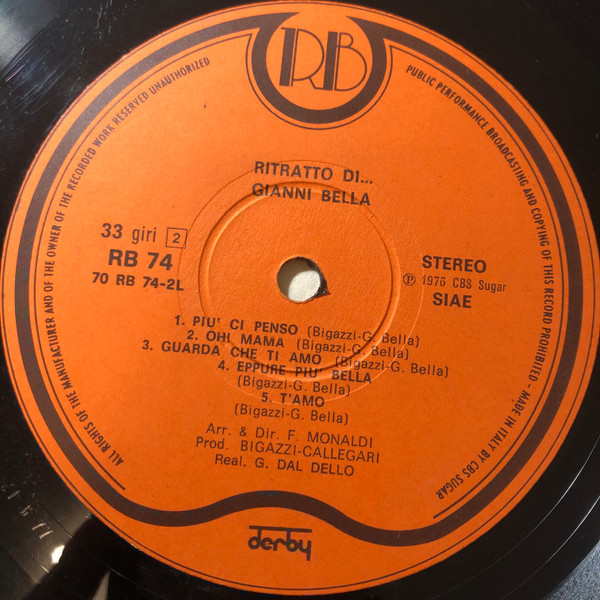 RB
ALL RIGHTS OF THE MANUFACTURER AND OF THE OWNER OF THE RECORDED WORK RESERVED UNAUTHORIZED
PUBLIC PERFORMANCE BROADCASTING AND COPYING OF THIS RECORD PROHIBITED - MADE IN ITALY BY CBS SUGAR
RITRATTO DI...
GIANNI BELLA
33 giri 2
RB 74
70 RB 74-2L
STEREO
℗ 1976 CBS Sugar
SIAE
1. PIU' CI PENSO (Bigazzi-G. Bella)
2. OH! MAMA (Bigazzi-G. Bella)
3. GUARDA CHE TI AMO (Bigazzi-G. Bella)
4. EPPURE PIU' BELLA
(Bigazzi-G. Bella)
5. T'AMO
(Bigazzi-G. Bella)
Arr. & Dir. F. MONALDI
Prod. BIGAZZI-CALLEGARI
Real. G. DAL DELLO
derby